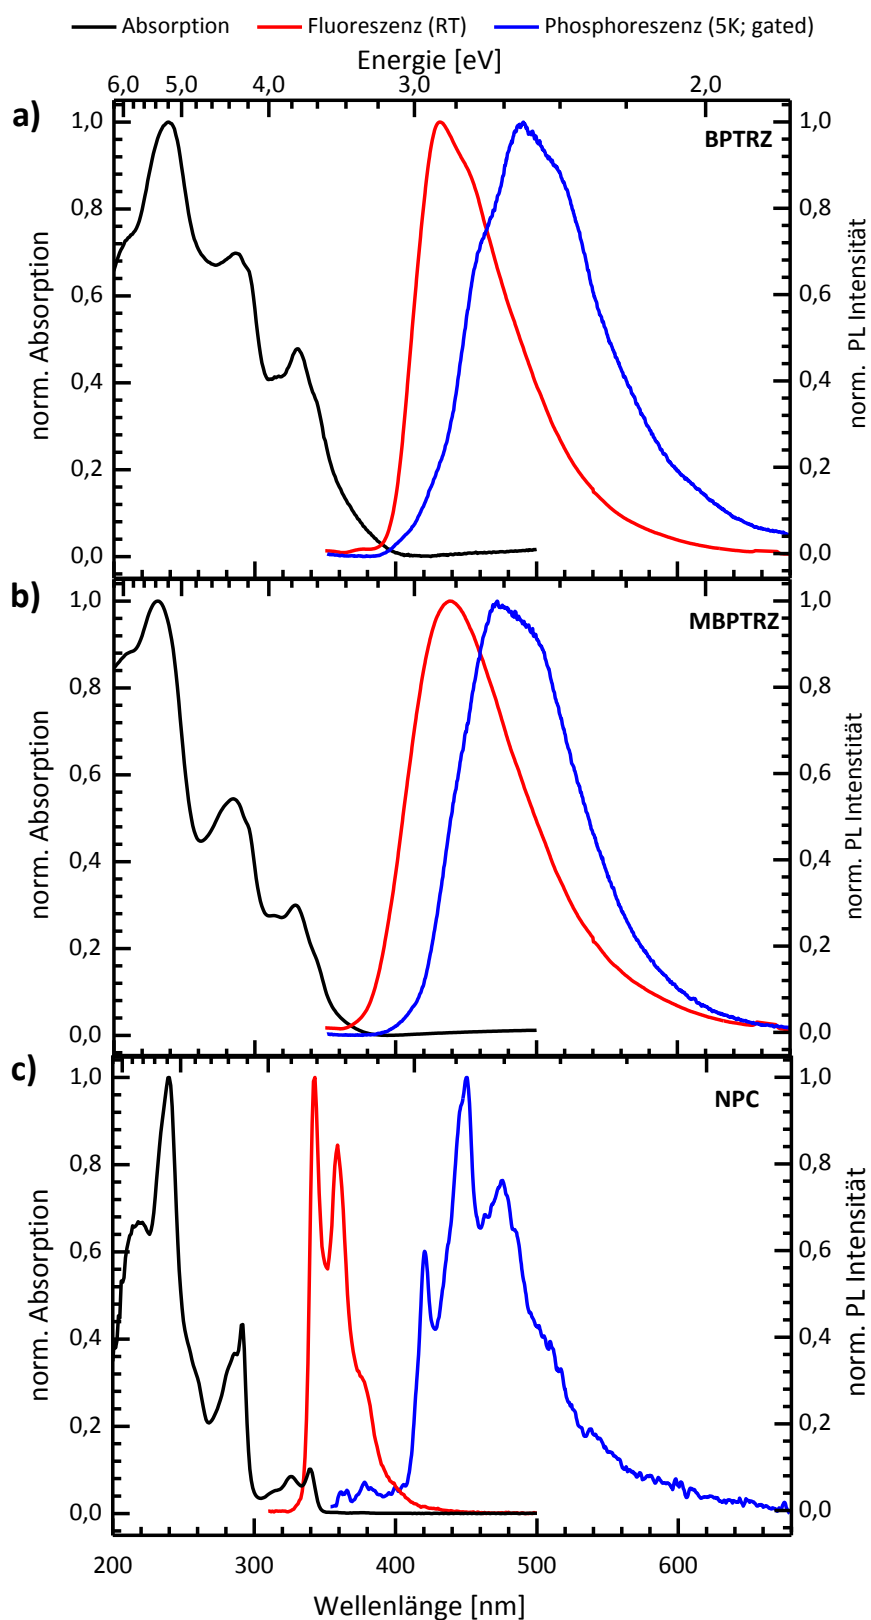 Absorption Fluoreszenz (RT) Phosphoreszenz (5K; gated)
Energie [eV]
6,0 5,0 4,0 3,0 2,0
a)
BPTRZ
norm. Absorption
1,0
0,8
0,6
0,4
0,2
0,0
1,0
0,8
0,6
0,4
0,2
0,0
norm. PL Intensität
b)
MBPTRZ
norm. Absorption
1,0
0,8
0,6
0,4
0,2
0,0
1,0
0,8
0,6
0,4
0,2
0,0
norm. PL Intenstität
c)
NPC
norm. Absorption
1,0
0,8
0,6
0,4
0,2
0,0
1,0
0,8
0,6
0,4
0,2
0,0
norm. PL Intensität
200 300 400 500 600
Wellenlänge [nm]